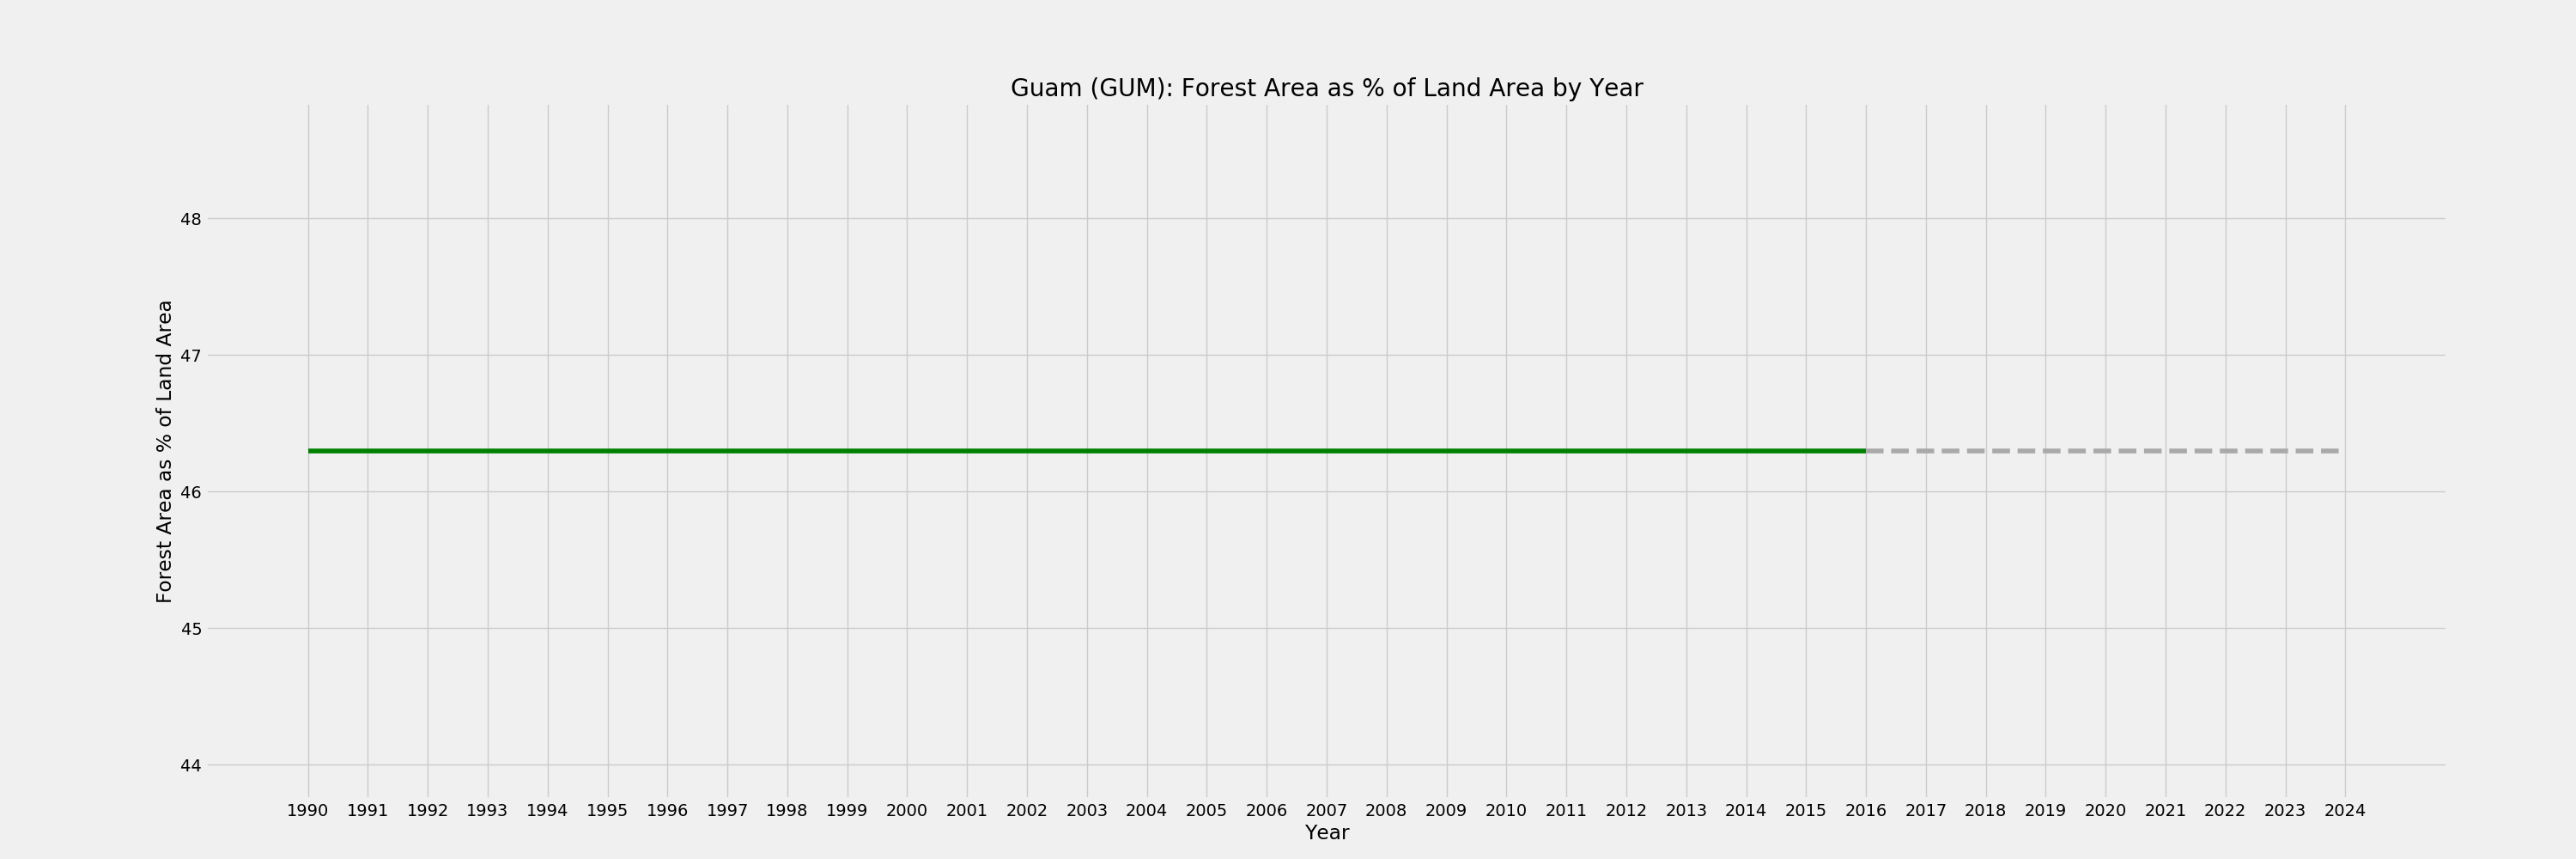 Guam (GUM): Forest Area as % of Land Area by Year
Forest Area as % of Land Area
48
47
46
45
44
1990 1991 1992 1993 1994 1995 1996 1997 1998 1999 2000 2001 2002 2003 2004 2005 2006 2007 2008 2009 2010 2011 2012 2013 2014 2015 2016 2017 2018 2019 2020 2021 2022 2023 2024
Year